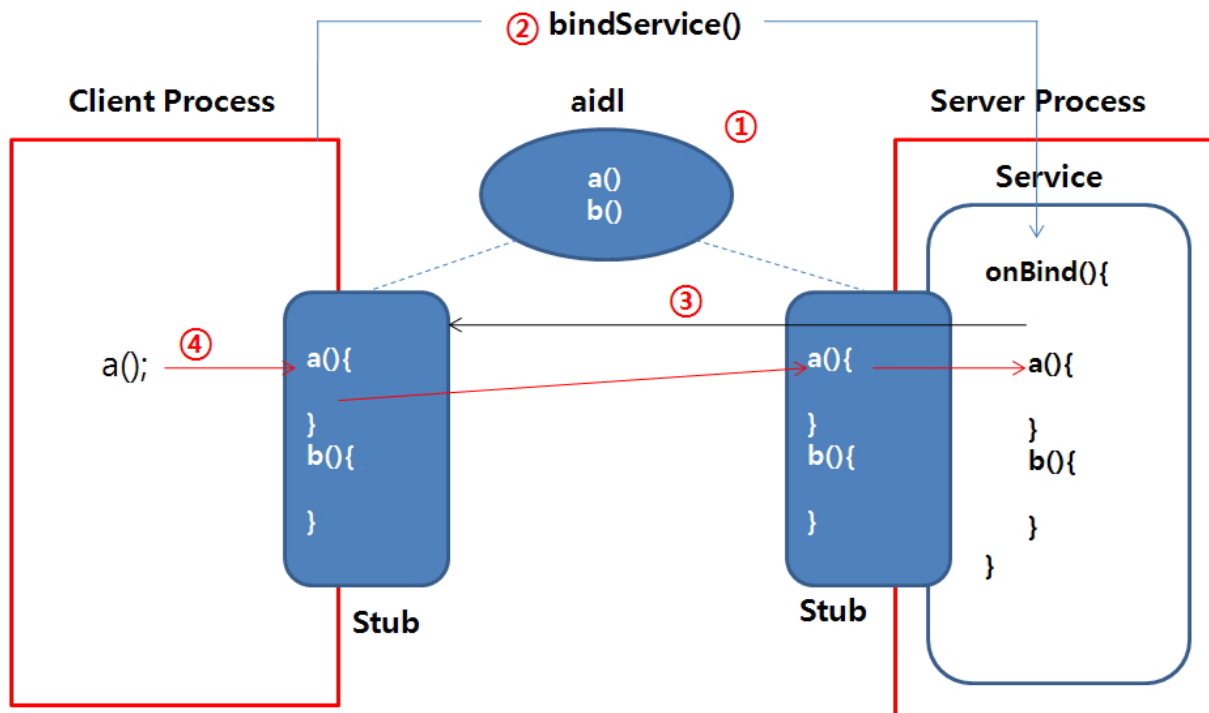 ② bindService()
Client Process
aidl
①
Server Process
a()
b()
Service
onBind(){
③
a();
④
a(){
}
b(){
}
Stub
a(){
}
b(){
}
Stub
a(){
}
b(){
}
}